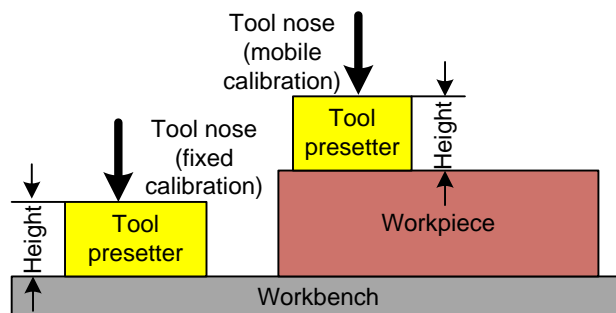 Tool nose
(mobile
calibration)
Tool
presetter
Height
Tool nose
(fixed
calibration)
Tool
presetter
Height
Workpiece
Workbench